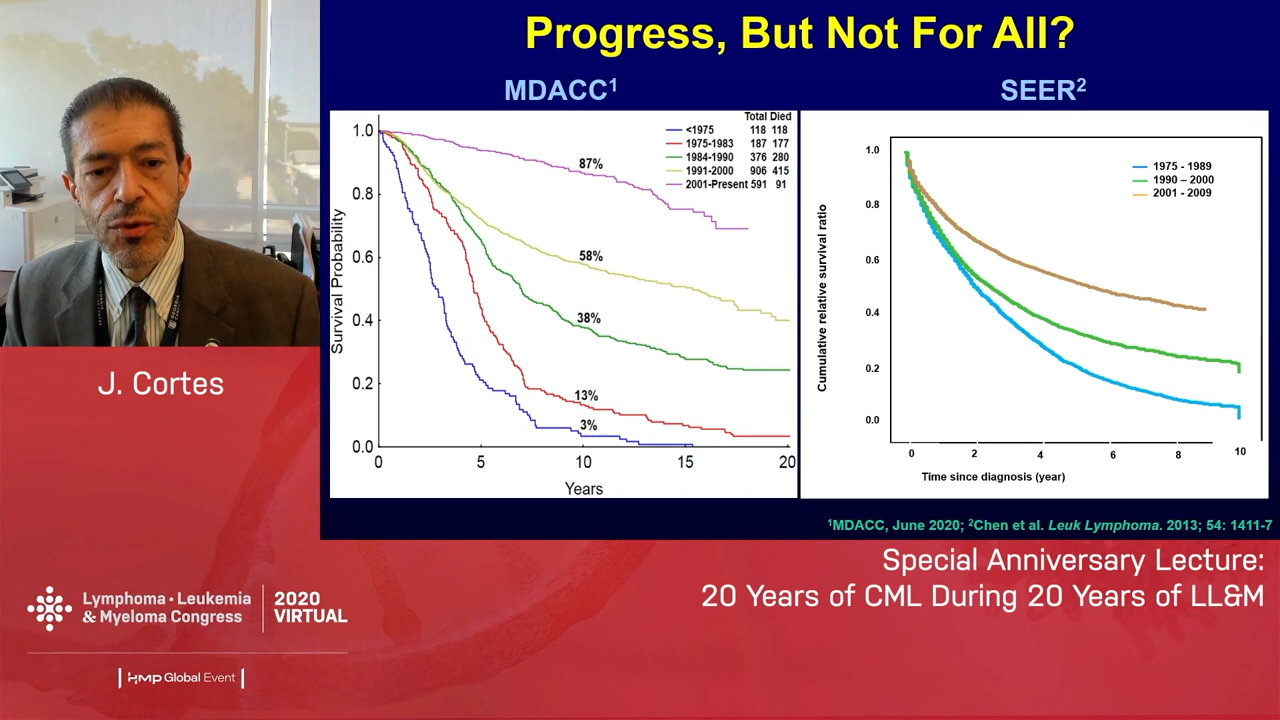 Progress, But Not For All?
MDACC1
SEER2
Total Died
<1975 118 118
1975-1983 187 177
1984-1990 376 280
1991-2000 906 415
2001-Present 591 91
87%
58%
38%
13%
3%
1.0
0.8
0.6
0.4
0.2
0.0
Survival Probability
0 5 10 15 20
Years
1975 - 1989
1990 – 2000
2001 - 2009
1.0
0.8
0.6
0.4
0.2
0.0
Cumulative relative survival ratio
0 2 4 6 8 10
Time since diagnosis (year)
1MDACC, June 2020; 2Chen et al. Leuk Lymphoma. 2013; 54: 1411-7
J. Cortes
Special Anniversary Lecture:
20 Years of CML During 20 Years of LL&M
Lymphoma • Leukemia
& Myeloma Congress
2020
VIRTUAL
HMP Global Event